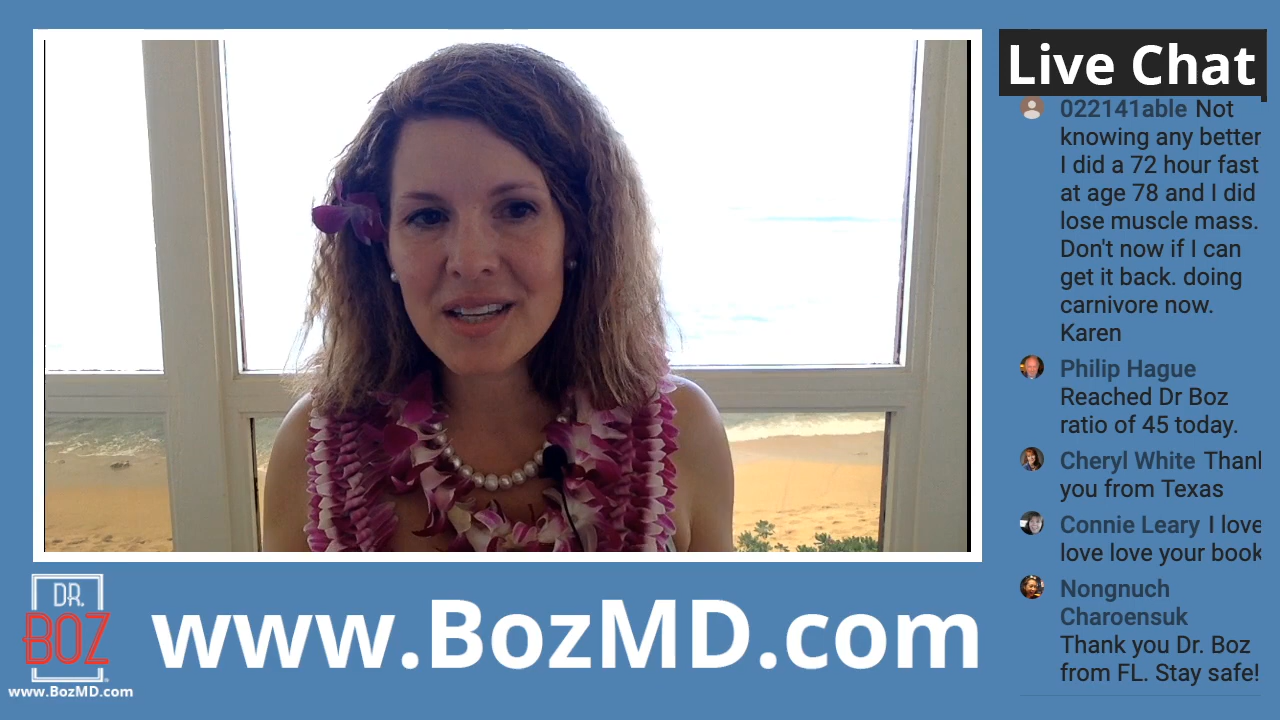 Live Chat
022141able Not
knowing any better
I did a 72 hour fast
at age 78 and I did
lose muscle mass.
Don't now if I can
get it back. doing
carnivore now.
Karen
Philip Hague
Reached Dr Boz
ratio of 45 today.
Cheryl White Thank
you from Texas
Connie Leary I love
love love your book
Nongnuch
Charoensuk
Thank you Dr. Boz
from FL. Stay safe!
DR.
BOZ
www.BozMD.com
www.BozMD.com